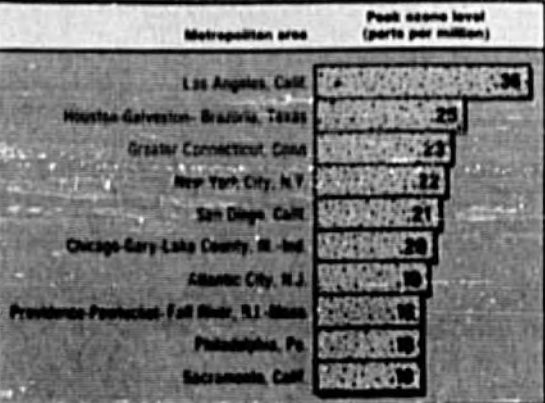 Peak ozone level
Metropolitan area (parts per million)
Los Angeles, Calif. .36
Houston-Galveston- Brazoria, Texas .25
Greater Connecticut, Conn. .23
New York City, N.Y. .22
San Diego, Calif. .21
Chicago-Gary-Lake County, Ill.-Ind. .20
Atlantic City, N.J.
Providence-Pawtucket- Fall River, R.I.-Mass.
Philadelphia, Pa.
Sacramento, Calif.